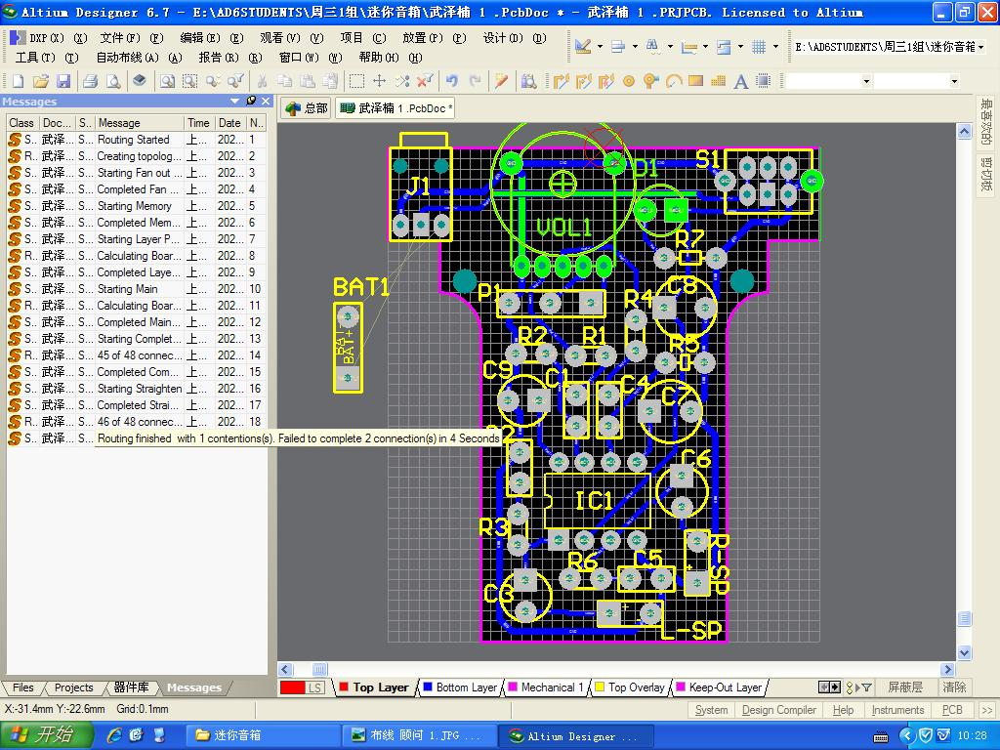 Altium Designer 6.7 - E:\AD6STUDENTS\周三1组\迷你音箱\武泽楠 1 .PcbDoc * - 武泽楠 1 .PRJPCB. Licensed to Altium
DXP (X) (X) 文件(F) (F) 编辑(E) (E) 观看(V) (V) 项目 (C) 放置(P) (P) 设计(D) (D)
E:\AD6STUDENTS\周三1组\迷你音箱
工具(T) (T) 自动布线(A) (A) 报告(R) (R) 窗口(W) (W) 帮助(H) (H)
Messages
总部
武泽楠 1 .PcbDoc *
Class Doc... S.. Message Time Date N..
S.. 武泽... S... Routing Started 上... 202... 1
R.. 武泽... S... Creating topolog... 上... 202... 2
S.. 武泽... S... Starting Fan out ... 上... 202... 3
S.. 武泽... S... Completed Fan ... 上... 202... 4
S.. 武泽... S... Starting Memory 上... 202... 5
S.. 武泽... S... Completed Mem... 上... 202... 6
S.. 武泽... S... Starting Layer P... 上... 202... 7
R.. 武泽... S... Calculating Boar... 上... 202... 8
S.. 武泽... S... Completed Laye... 上... 202... 9
S.. 武泽... S... Starting Main 上... 202... 10
R.. 武泽... S... Calculating Boar... 上... 202... 11
S.. 武泽... S... Completed Main... 上... 202... 12
S.. 武泽... S... Starting Complet... 上... 202... 13
R.. 武泽... S... 45 of 48 connec... 上... 202... 14
S.. 武泽... S... Completed Com... 上... 202... 15
S.. 武泽... S... Starting Straighten 上... 202... 16
S.. 武泽... S... Completed Strai... 上... 202... 17
R.. 武泽... S... 46 of 48 connec... 上... 202... 18
S.. 武泽... S... Routing finished with 1 contentions(s). Failed to complete 2 connection(s) in 4 Seconds
J1
VOL1
D1
S1
R7
BAT1
BAT-
BAT+
P1
R4
C8
R2
R1
R5
C9
C1
C4
C7
C2
C6
IC1
R3
R-SP
R6
C5
C3
L-SP
最喜欢的
剪切板
LS
Top Layer
Bottom Layer
Mechanical 1
Top Overlay
Keep-Out Layer
屏蔽层
清除
Files
Projects
器件库
Messages
X:-31.4mm Y:-22.6mm Grid:0.1mm
System
Design Compiler
Help
Instruments
PCB
>>
开始
迷你音箱
布线 顾问 1.JPG ...
Altium Designer ...
10:28